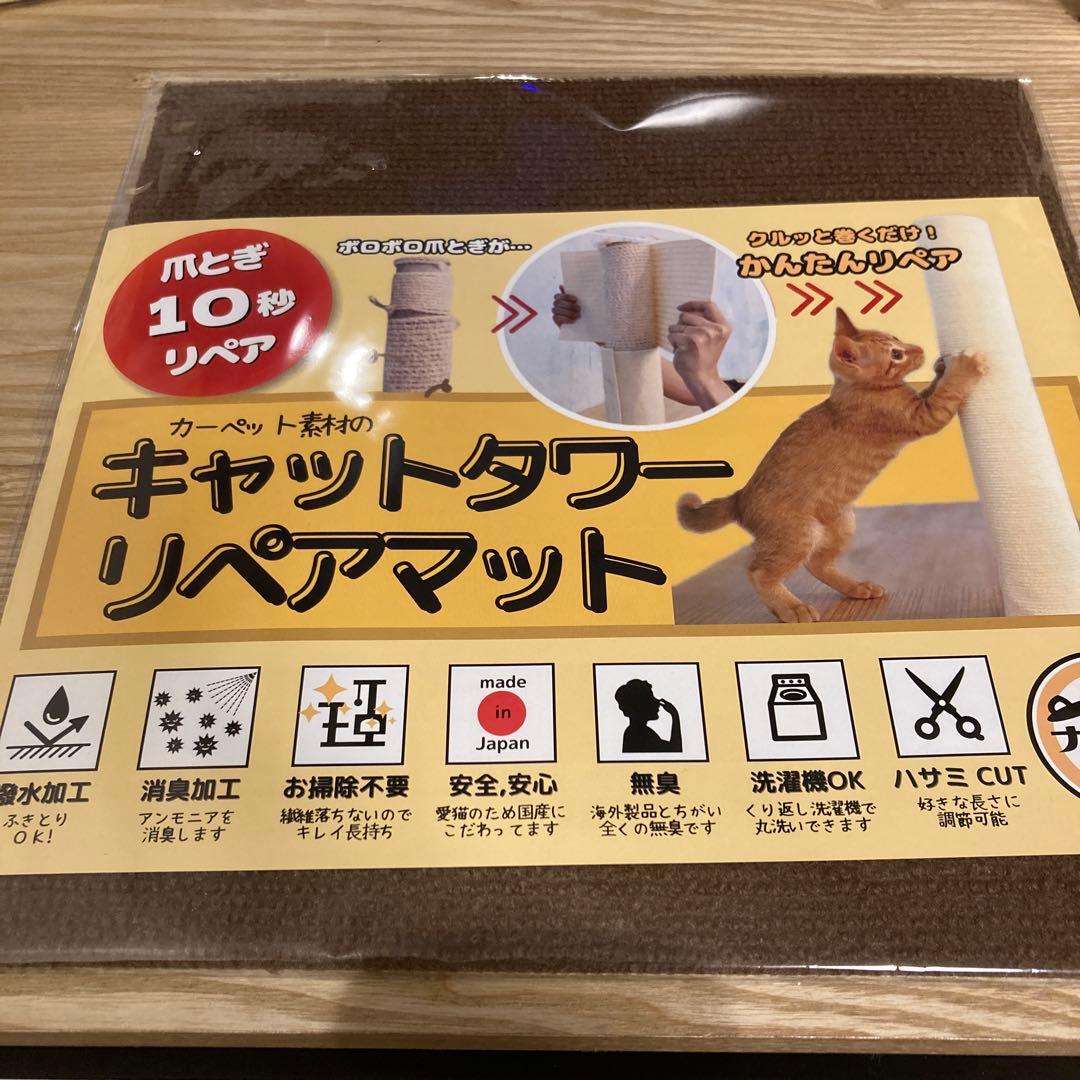 爪とぎ
10秒
リペア
ボロボロ爪とぎが…
クルッと巻くだけ！
かんたんリペア
カーペット素材の
キャットタワー
リペアマット
撥水加工
ふきとり
OK!
消臭加工
アンモニアを
消臭します
お掃除不要
繊維落ちないので
キレイ長持ち
made
in
Japan
安全,安心
愛猫のため国産に
こだわってます
無臭
海外製品とちがい
全くの無臭です
洗濯機OK
くり返し洗濯機で
丸洗いできます
ハサミ CUT
好きな長さに
調節可能